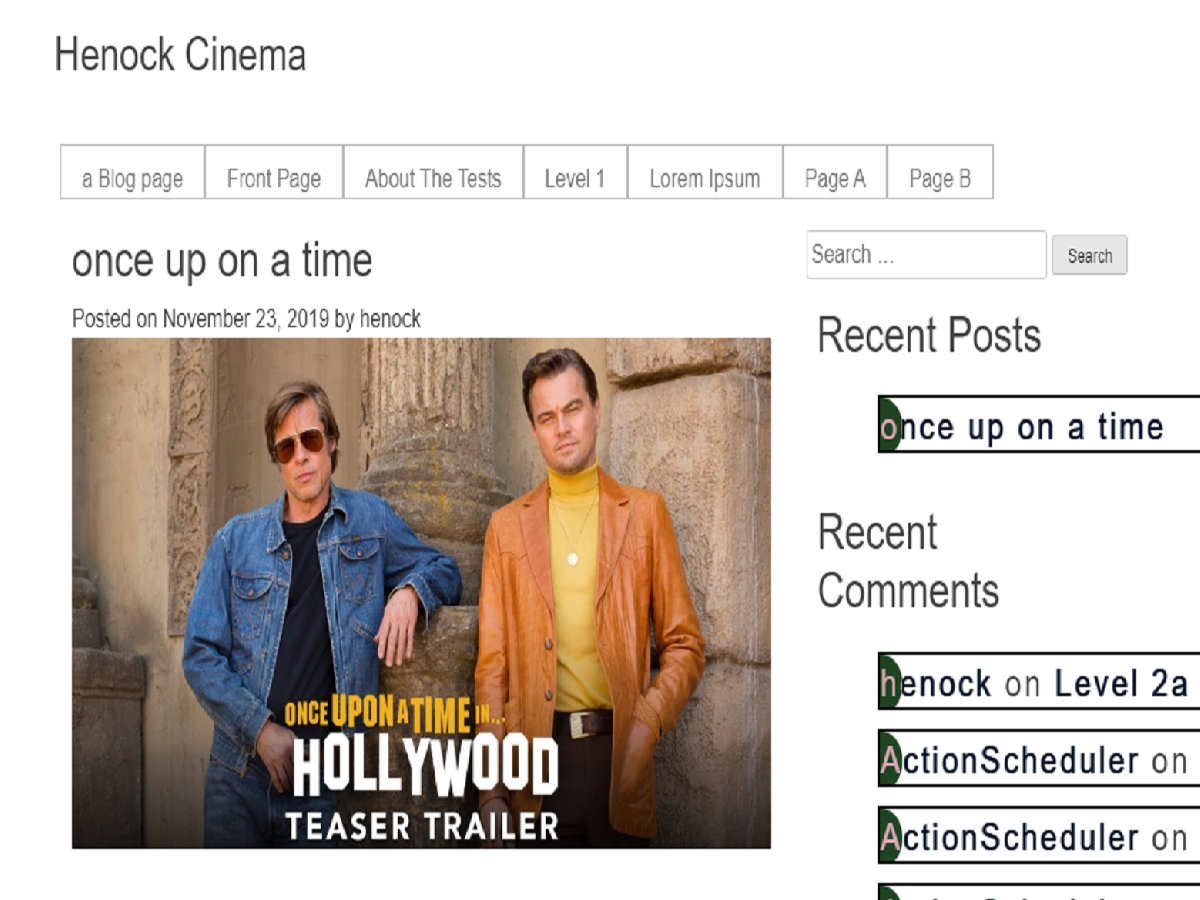 Henock Cinema
a Blog page
Front Page
About The Tests
Level 1
Lorem Ipsum
Page A
Page B
once up on a time
Posted on November 23, 2019 by henock
ONCE UPON A TIME IN...
HOLLYWOOD
TEASER TRAILER
Search ...
Search
Recent Posts
once up on a time
Recent
Comments
henock on Level 2a
ActionScheduler on
ActionScheduler on